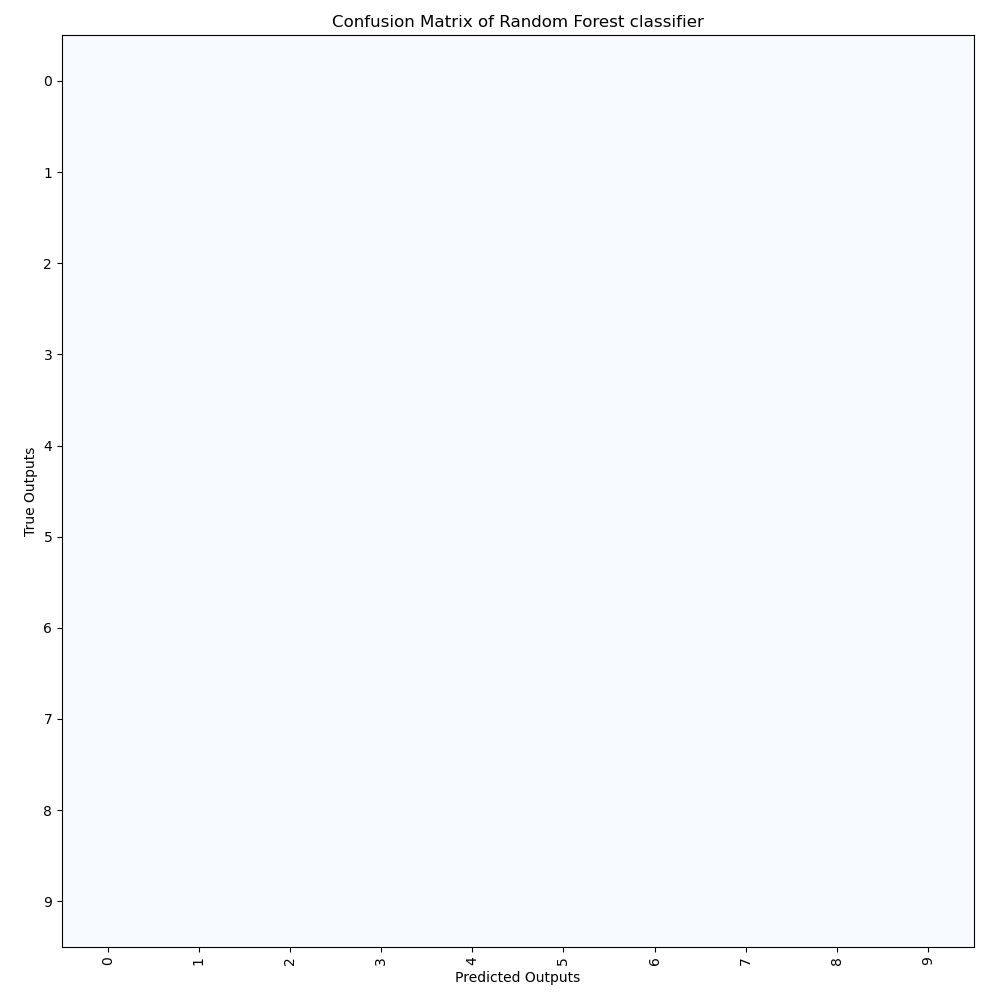 Confusion Matrix of Random Forest classifier
0
1
2
3
4
5
6
7
8
9
True Outputs
0 1 2 3 4 5 6 7 8 9
Predicted Outputs